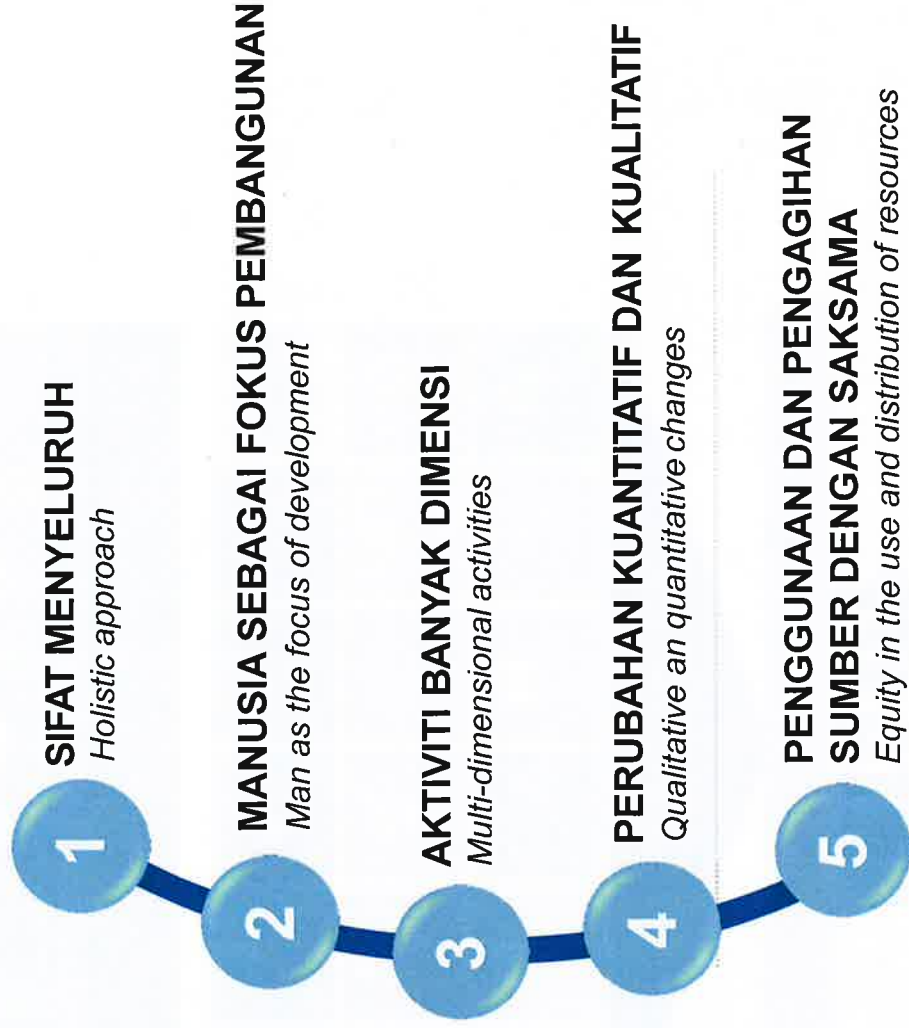 1
SIFAT MENYELURUH
Holistic approach
2
MANUSIA SEBAGAI FOKUS PEMBANGUNAN
Man as the focus of development
3
AKTIVITI BANYAK DIMENSI
Multi-dimensional activities
4
PERUBAHAN KUANTITATIF DAN KUALITATIF
Qualitative an quantitative changes
5
PENGGUNAAN DAN PENGAGIHAN
SUMBER DENGAN SAKSAMA
Equity in the use and distribution of resources